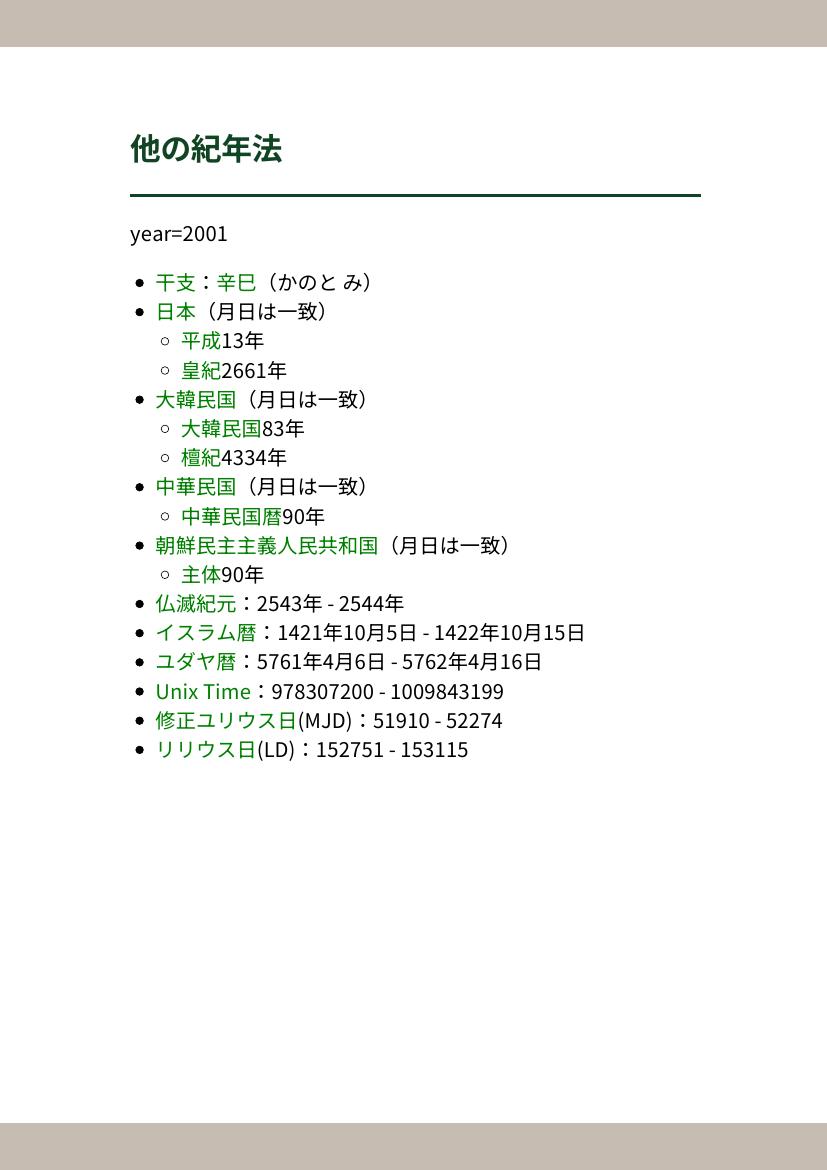 他の紀年法
year=2001
干支：辛巳（かのと み）
日本（月日は一致）
平成13年
皇紀2661年
大韓民国（月日は一致）
大韓民国83年
檀紀4334年
中華民国（月日は一致）
中華民国暦90年
朝鮮民主主義人民共和国（月日は一致）
主体90年
仏滅紀元：2543年 - 2544年
イスラム暦：1421年10月5日 - 1422年10月15日
ユダヤ暦：5761年4月6日 - 5762年4月16日
Unix Time：978307200 - 1009843199
修正ユリウス日(MJD)：51910 - 52274
リリウス日(LD)：152751 - 153115